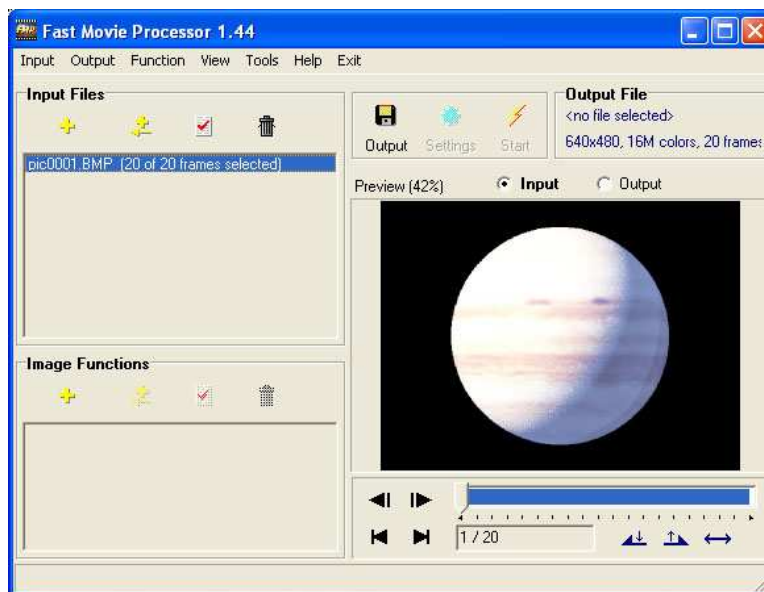 Fast Movie Processor 1.44
Input Output Function View Tools Help Exit
Input Files
pic0001.BMP (20 of 20 frames selected)
Image Functions
Output Settings Start
Output File
<no file selected>
640x480, 16M colors, 20 frames
Preview (42%) Input Output
1 / 20